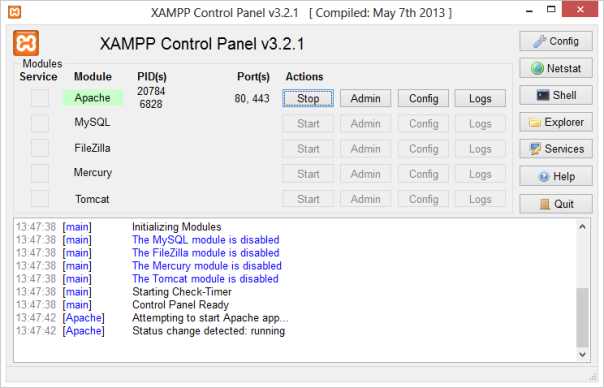 XAMPP Control Panel v3.2.1 [ Compiled: May 7th 2013 ]
XAMPP Control Panel v3.2.1
Config
Modules
Service Module PID(s) Port(s) Actions
Netstat
Apache 20784 6828 80, 443 Stop Admin Config Logs
Shell
MySQL Start Admin Config Logs
Explorer
FileZilla Start Admin Config Logs
Services
Mercury Start Admin Config Logs
Help
Tomcat Start Admin Config Logs
Quit
13:47:38 [main] Initializing Modules
13:47:38 [main] The MySQL module is disabled
13:47:38 [main] The FileZilla module is disabled
13:47:38 [main] The Mercury module is disabled
13:47:38 [main] The Tomcat module is disabled
13:47:38 [main] Starting Check-Timer
13:47:38 [main] Control Panel Ready
13:47:42 [Apache] Attempting to start Apache app...
13:47:42 [Apache] Status change detected: running